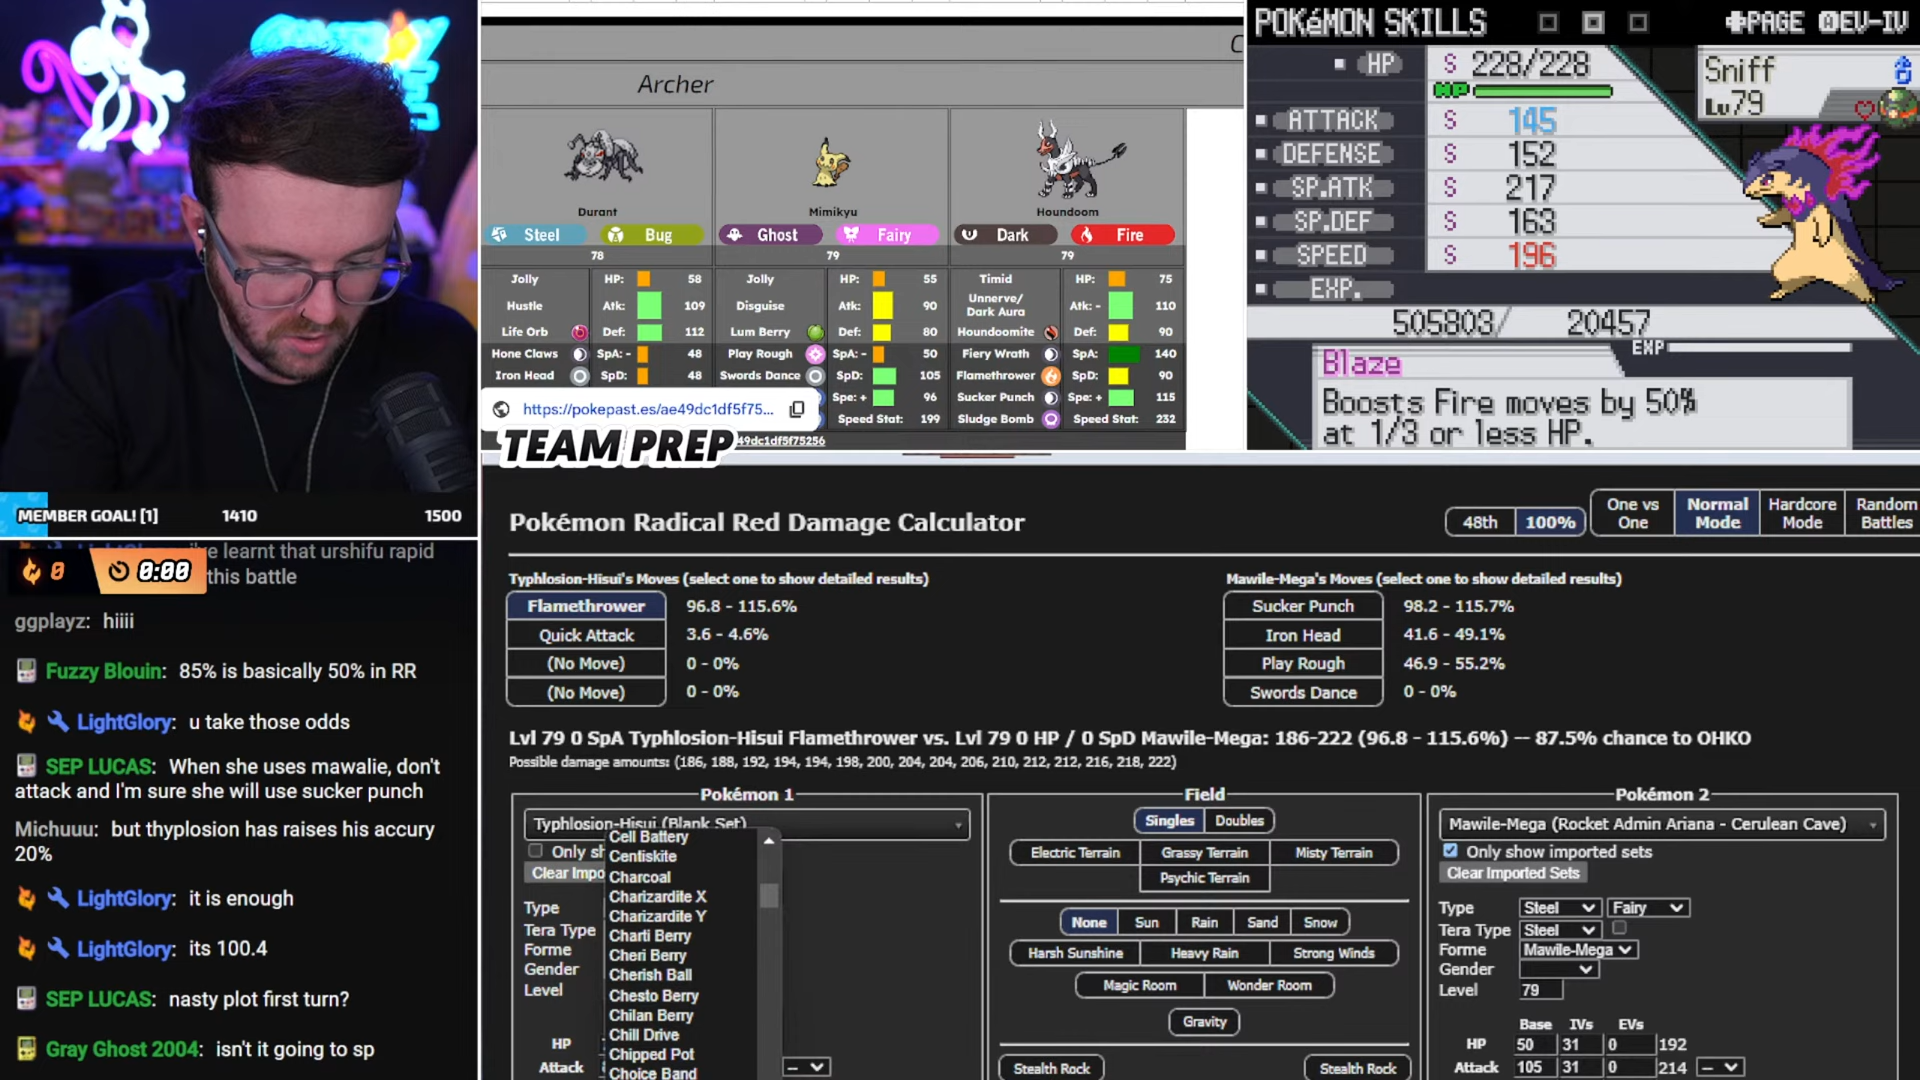 C
Archer
Durant
Mimikyu
Houndoom
Steel
Bug
Ghost
Fairy
Dark
Fire
78
79
79
Jolly
HP:
58
Jolly
HP:
55
Timid
HP:
75
Hustle
Atk:
109
Disguise
Atk:
90
Unnerve/
Dark Aura
Atk: -
110
Life Orb
Def:
112
Lum Berry
Def:
80
Houndoomite
Def:
90
Hone Claws
SpA: -
48
Play Rough
SpA: -
50
Fiery Wrath
SpA:
140
Iron Head
SpD:
48
Swords Dance
SpD:
105
Flamethrower
SpD:
90
Spe: +
96
Sucker Punch
Spe: +
115
Speed Stat:
199
Sludge Bomb
Speed Stat:
232
https://pokepast.es/ae49dc1df5f75...
49dc1df5f75256
TEAM PREP
POKéMON SKILLS
PAGE
EV-IV
Sniff
Lv79
HP
S
228/228
HP
ATTACK
S
145
DEFENSE
S
152
SP.ATK
S
217
SP.DEF
S
163
SPEED
S
196
EXP.
505803/
20457
EXP
Blaze
Boosts Fire moves by 50%
at 1/3 or less HP.
MEMBER GOAL! [1]
1410
1500
0
0:00
've learnt that urshifu rapid
this battle
ggplayz: hiiii
Fuzzy Blouin: 85% is basically 50% in RR
LightGlory: u take those odds
SEP LUCAS: When she uses mawalie, don't
attack and I'm sure she will use sucker punch
Michuuu: but thyplosion has raises his accury
20%
LightGlory: it is enough
LightGlory: its 100.4
SEP LUCAS: nasty plot first turn?
Gray Ghost 2004: isn't it going to sp
Pokémon Radical Red Damage Calculator
48th
100%
One vs
One
Normal
Mode
Hardcore
Mode
Random
Battles
Typhlosion-Hisui's Moves (select one to show detailed results)
Flamethrower
96.8 - 115.6%
Quick Attack
3.6 - 4.6%
(No Move)
0 - 0%
(No Move)
0 - 0%
Mawile-Mega's Moves (select one to show detailed results)
Sucker Punch
98.2 - 115.7%
Iron Head
41.6 - 49.1%
Play Rough
46.9 - 55.2%
Swords Dance
0 - 0%
Lvl 79 0 SpA Typhlosion-Hisui Flamethrower vs. Lvl 79 0 HP / 0 SpD Mawile-Mega: 186-222 (96.8 - 115.6%) -- 87.5% chance to OHKO
Possible damage amounts: (186, 188, 192, 194, 194, 198, 200, 204, 204, 206, 210, 212, 212, 216, 218, 222)
Pokémon 1
Typhlosion-Hisui (Blank Set)
Only sh
Clear Impo
Type
Tera Type
Forme
Gender
Level
HP
Attack
--
Cell Battery
Centiskite
Charcoal
Charizardite X
Charizardite Y
Charti Berry
Cheri Berry
Cherish Ball
Chesto Berry
Chilan Berry
Chill Drive
Chipped Pot
Choice Band
Field
Singles
Doubles
Electric Terrain
Grassy Terrain
Misty Terrain
Psychic Terrain
None
Sun
Rain
Sand
Snow
Harsh Sunshine
Heavy Rain
Strong Winds
Magic Room
Wonder Room
Gravity
Stealth Rock
Stealth Rock
Pokémon 2
Mawile-Mega (Rocket Admin Ariana - Cerulean Cave)
Only show imported sets
Clear Imported Sets
Type
Steel
Fairy
Tera Type
Steel
Forme
Mawile-Mega
Gender
Level
79
Base
IVs
EVs
HP
50
31
0
192
Attack
105
31
0
214
--